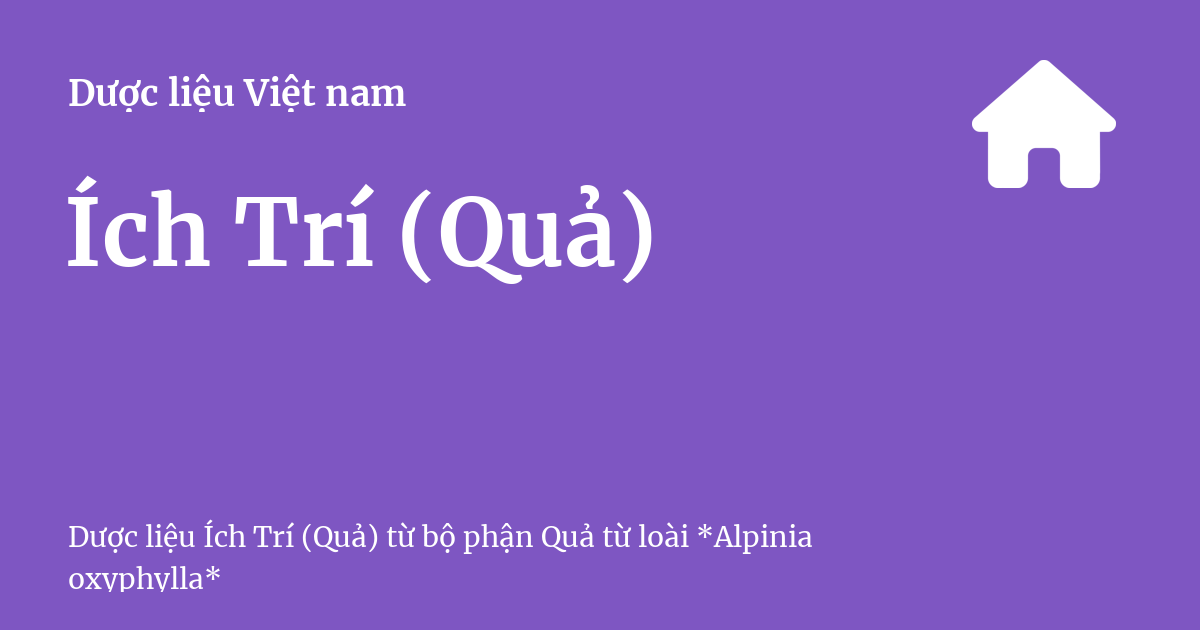 Dược liệu Việt nam
Ích Trí (Quả)
Dược liệu Ích Trí (Quả) từ bộ phận Quả từ loài *Alpinia
oxyphylla*